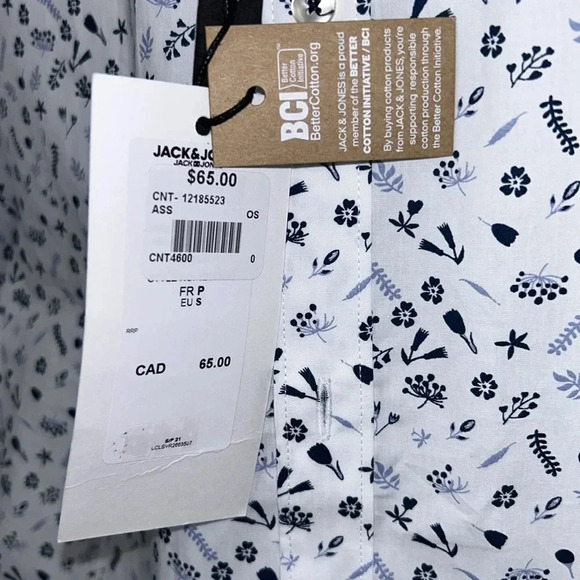 BCI
Better
Cotton
Initiative
BetterCotton.org
JACK & JONES is a proud
member of the BETTER
COTTON INITIATIVE / BCI
By buying cotton products
from JACK & JONES, you're
supporting responsible
cotton production through
the Better Cotton Initiative.
JACK&JO
JACK JONES
$65.00
CNT- 12185523
ASS OS
CNT4600 0
FR P
EU S
RRP
CAD 65.00
S/P 21